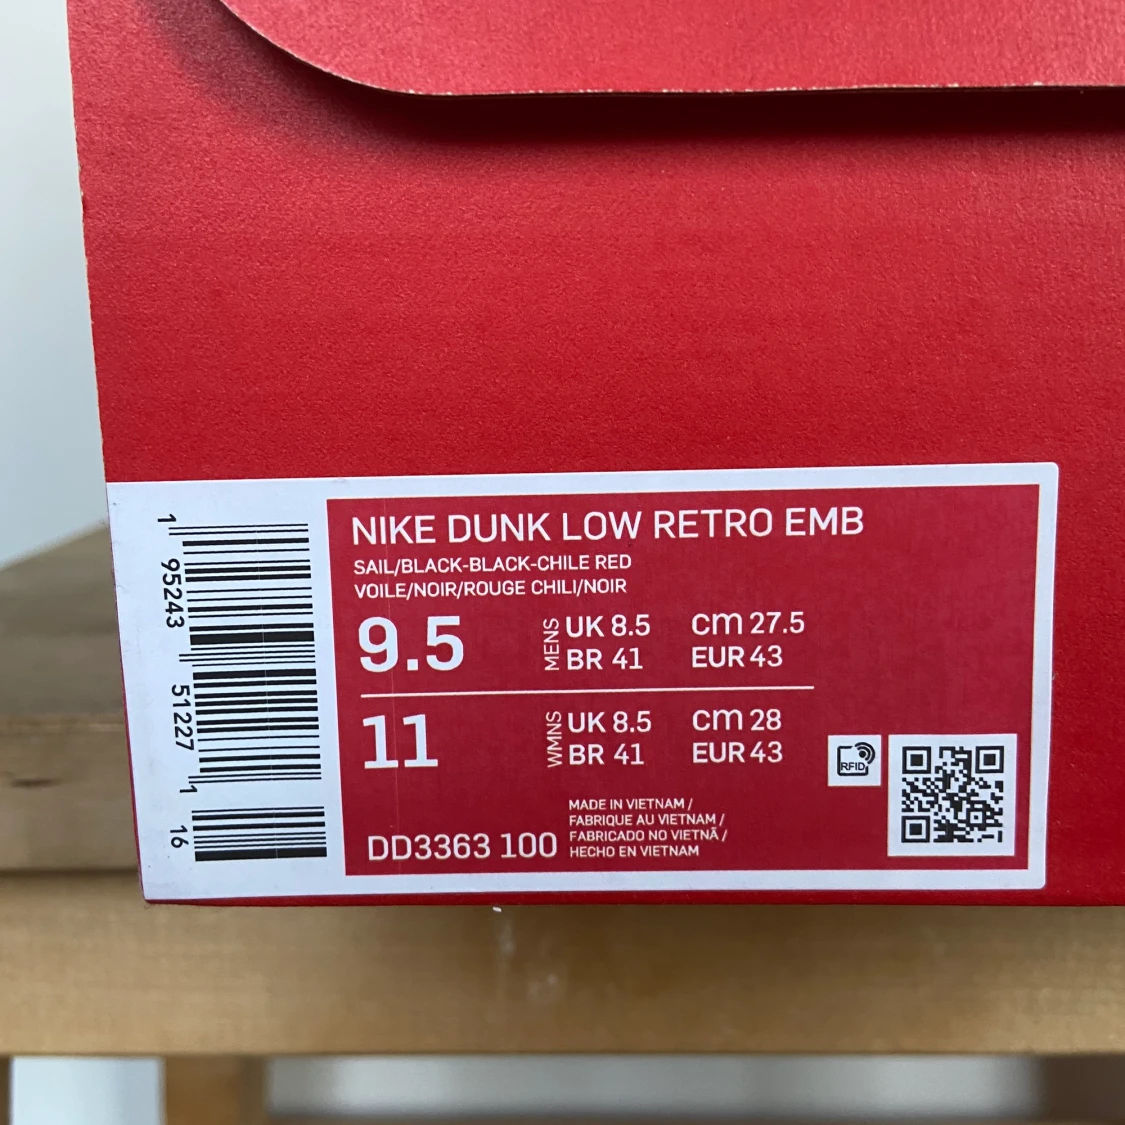 NIKE DUNK LOW RETRO EMB
SAIL/BLACK-BLACK-CHILE RED
VOILE/NOIR/ROUGE CHILI/NOIR
9.5 MENS UK 8.5 cm 27.5
BR 41 EUR 43
11 WMNS UK 8.5 cm 28
BR 41 EUR 43
RFID
MADE IN VIETNAM /
FABRIQUE AU VIETNAM /
DD3363 100 FABRICADO NO VIETNÃ /
HECHO EN VIETNAM
1 95243 51227 1 16